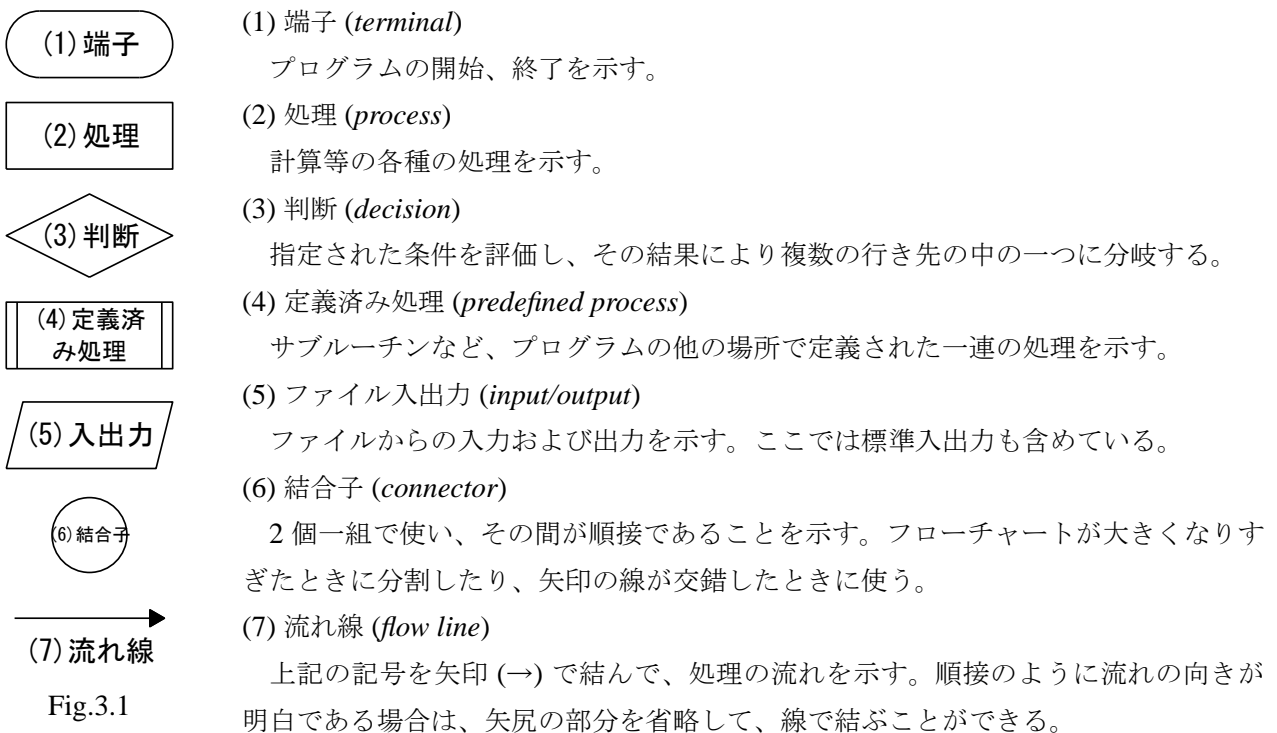 (1)端子
(2)処理
(3)判断
(4)定義済
み処理
(5)入出力
(6)結合子
(7)流れ線
Fig.3.1
(1) 端子 (terminal)
プログラムの開始、終了を示す。
(2) 処理 (process)
計算等の各種の処理を示す。
(3) 判断 (decision)
指定された条件を評価し、その結果により複数の行き先の中の一つに分岐する。
(4) 定義済み処理 (predefined process)
サブルーチンなど、プログラムの他の場所で定義された一連の処理を示す。
(5) ファイル入出力 (input/output)
ファイルからの入力および出力を示す。ここでは標準入出力も含めている。
(6) 結合子 (connector)
2 個一組で使い、その間が順接であることを示す。フローチャートが大きくなりす
ぎたときに分割したり、矢印の線が交錯したときに使う。
(7) 流れ線 (flow line)
上記の記号を矢印 (→) で結んで、処理の流れを示す。順接のように流れの向きが
明白である場合は、矢尻の部分を省略して、線で結ぶことができる。